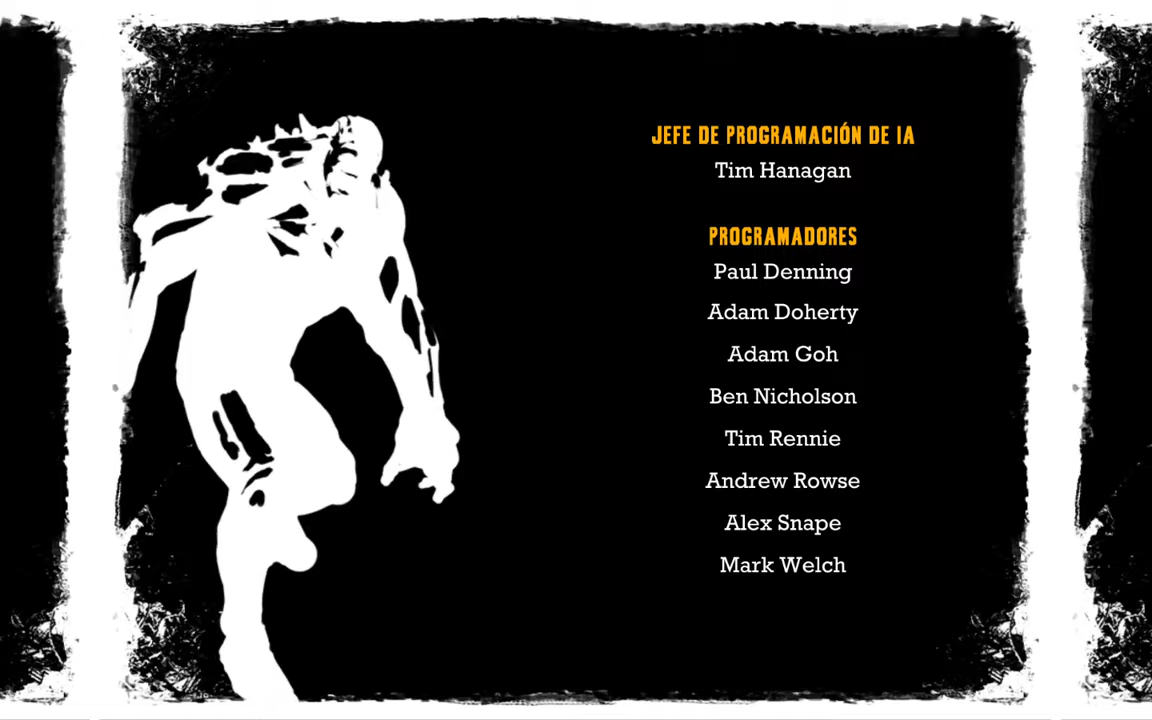 JEFE DE PROGRAMACIÓN DE IA
Tim Hanagan
PROGRAMADORES
Paul Denning
Adam Doherty
Adam Goh
Ben Nicholson
Tim Rennie
Andrew Rowse
Alex Snape
Mark Welch